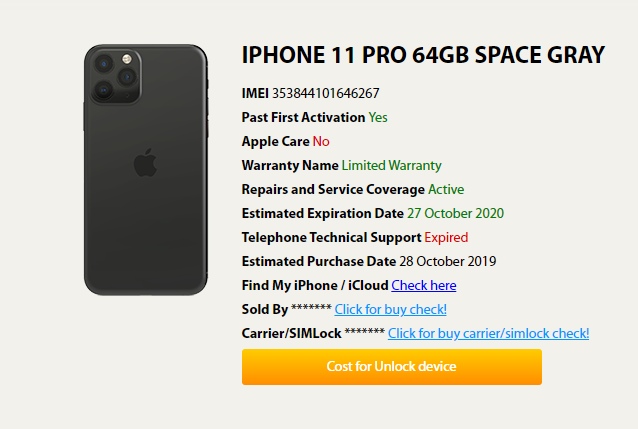 IPHONE 11 PRO 64GB SPACE GRAY
IMEI 353844101646267
Past First Activation Yes
Apple Care No
Warranty Name Limited Warranty
Repairs and Service Coverage Active
Estimated Expiration Date 27 October 2020
Telephone Technical Support Expired
Estimated Purchase Date 28 October 2019
Find My iPhone / iCloud Check here
Sold By ******* Click for buy check!
Carrier/SIMLock ******* Click for buy carrier/simlock check!
Cost for Unlock device